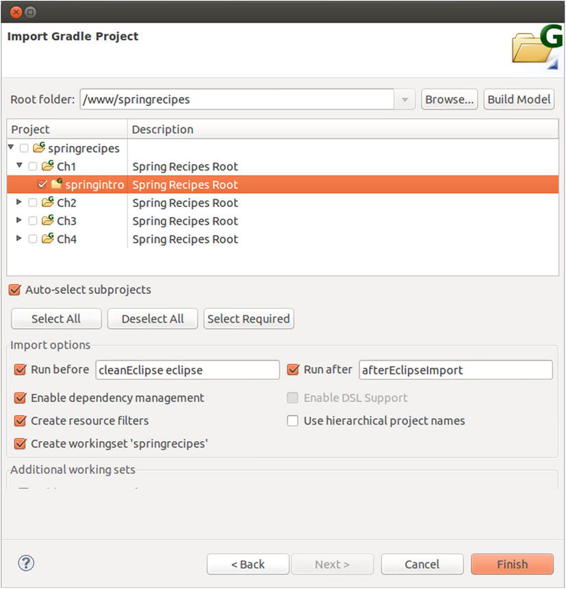 Import Gradle Project
G
Root folder: /www/springrecipes Browse... Build Model
Project Description
springrecipes
Ch1 Spring Recipes Root
springintro Spring Recipes Root
Ch2 Spring Recipes Root
Ch3 Spring Recipes Root
Ch4 Spring Recipes Root
Auto-select subprojects
Select All Deselect All Select Required
Import options
Run before cleanEclipse eclipse Run after afterEclipseImport
Enable dependency management Enable DSL Support
Create resource filters Use hierarchical project names
Create workingset 'springrecipes'
Additional working sets
? < Back Next > Cancel Finish